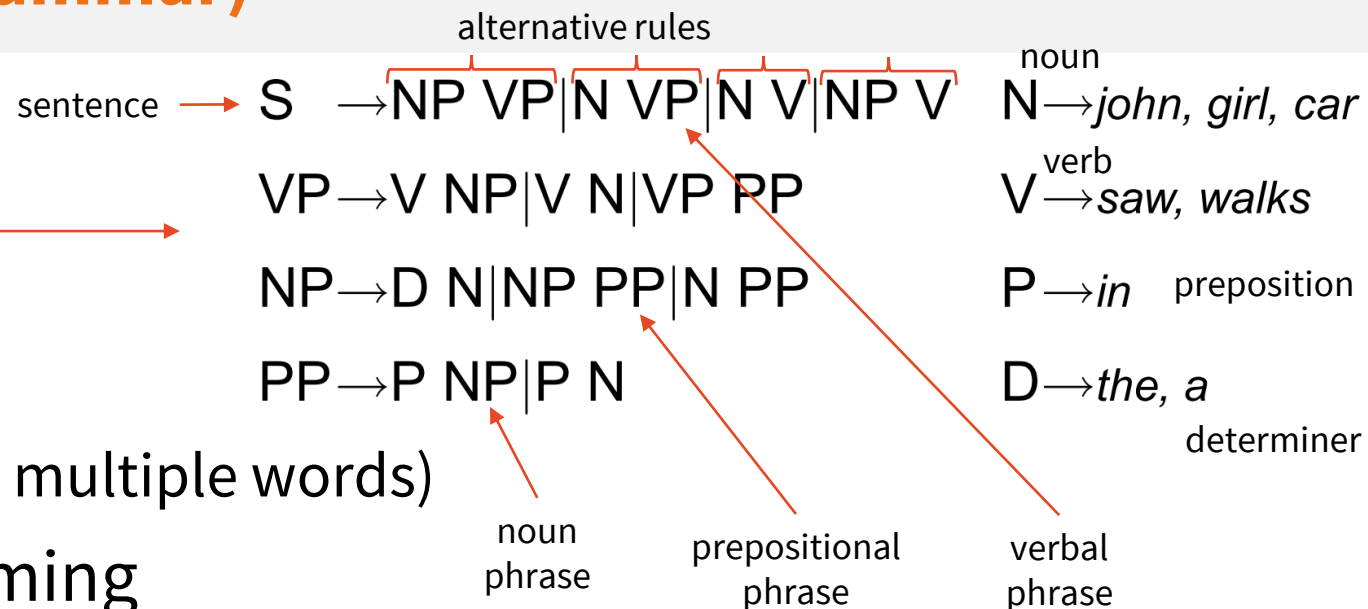 alternative rules
sentence → S → NP VP|N VP|N V|NP V
noun
N→john, girl, car
VP→V NP|V N|VP PP
verb
V→saw, walks
NP→D N|NP PP|N PP
P→in preposition
PP→P NP|P N
D→the, a
determiner
multiple words)
noun phrase
prepositional phrase
verbal phrase